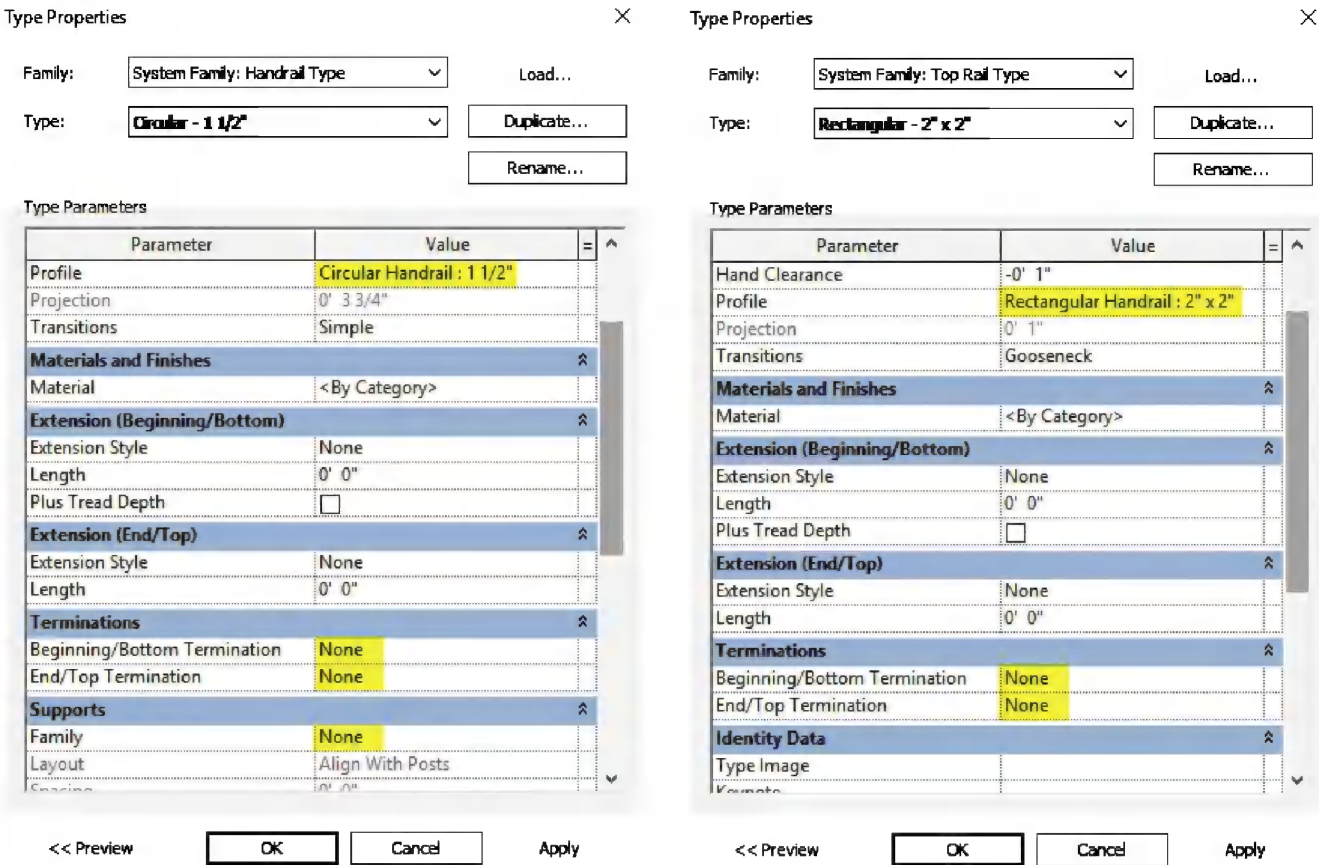 Type Properties
Family: System Family: Handrail Type Load...
Type: Circular - 1 1/2" Duplicate...
Rename...
Type Parameters
Parameter Value =
Profile Circular Handrail : 1 1/2"
Projection 0' 3 3/4"
Transitions Simple
Materials and Finishes
Material <By Category>
Extension (Beginning/Bottom)
Extension Style None
Length 0' 0"
Plus Tread Depth
Extension (End/Top)
Extension Style None
Length 0' 0"
Terminations
Beginning/Bottom Termination None
End/Top Termination None
Supports
Family None
Layout Align With Posts
Spacing 0' 0"
<< Preview OK Cancel Apply
Type Properties
Family: System Family: Top Rail Type Load...
Type: Rectangular - 2" x 2" Duplicate...
Rename...
Type Parameters
Parameter Value =
Hand Clearance -0' 1"
Profile Rectangular Handrail : 2" x 2"
Projection 0' 1"
Transitions Gooseneck
Materials and Finishes
Material <By Category>
Extension (Beginning/Bottom)
Extension Style None
Length 0' 0"
Plus Tread Depth
Extension (End/Top)
Extension Style None
Length 0' 0"
Terminations
Beginning/Bottom Termination None
End/Top Termination None
Identity Data
Type Image
Keynote
<< Preview OK Cancel Apply